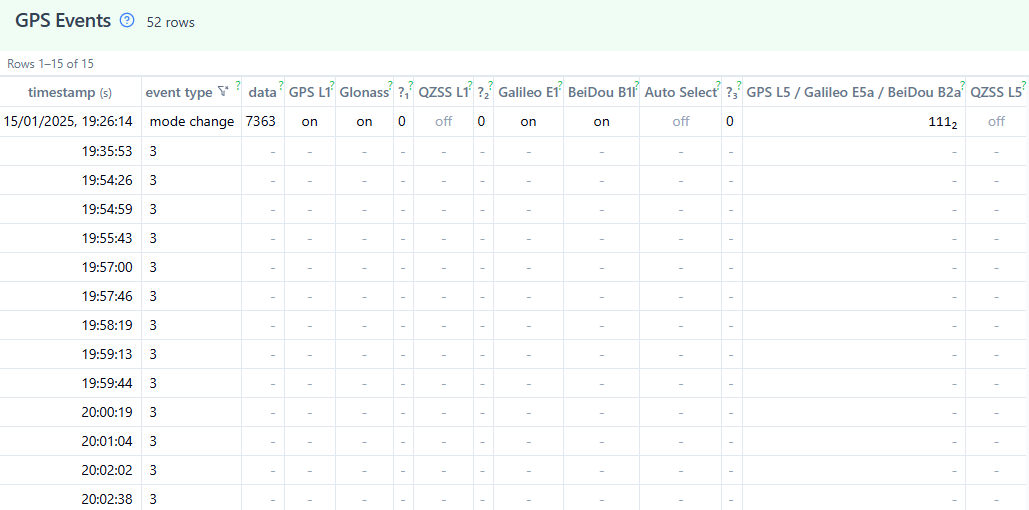 GPS Events ? 52 rows
Rows 1–15 of 15
timestamp (s) event type ? data ? GPS L1 ? Glonass ? ?₁ ? QZSS L1 ? ?₂ ? Galileo E1 ? BeiDou B1I ? Auto Select ? ?₃ ? GPS L5 / Galileo E5a / BeiDou B2a ? QZSS L5 ?
15/01/2025, 19:26:14 mode change 7363 on on 0 off 0 on on off 0 111₂ off
19:35:53 3 - - - - - - - - - - - -
19:54:26 3 - - - - - - - - - - - -
19:54:59 3 - - - - - - - - - - - -
19:55:43 3 - - - - - - - - - - - -
19:57:00 3 - - - - - - - - - - - -
19:57:46 3 - - - - - - - - - - - -
19:58:19 3 - - - - - - - - - - - -
19:59:13 3 - - - - - - - - - - - -
19:59:44 3 - - - - - - - - - - - -
20:00:19 3 - - - - - - - - - - - -
20:01:04 3 - - - - - - - - - - - -
20:02:02 3 - - - - - - - - - - - -
20:02:38 3 - - - - - - - - - - - -